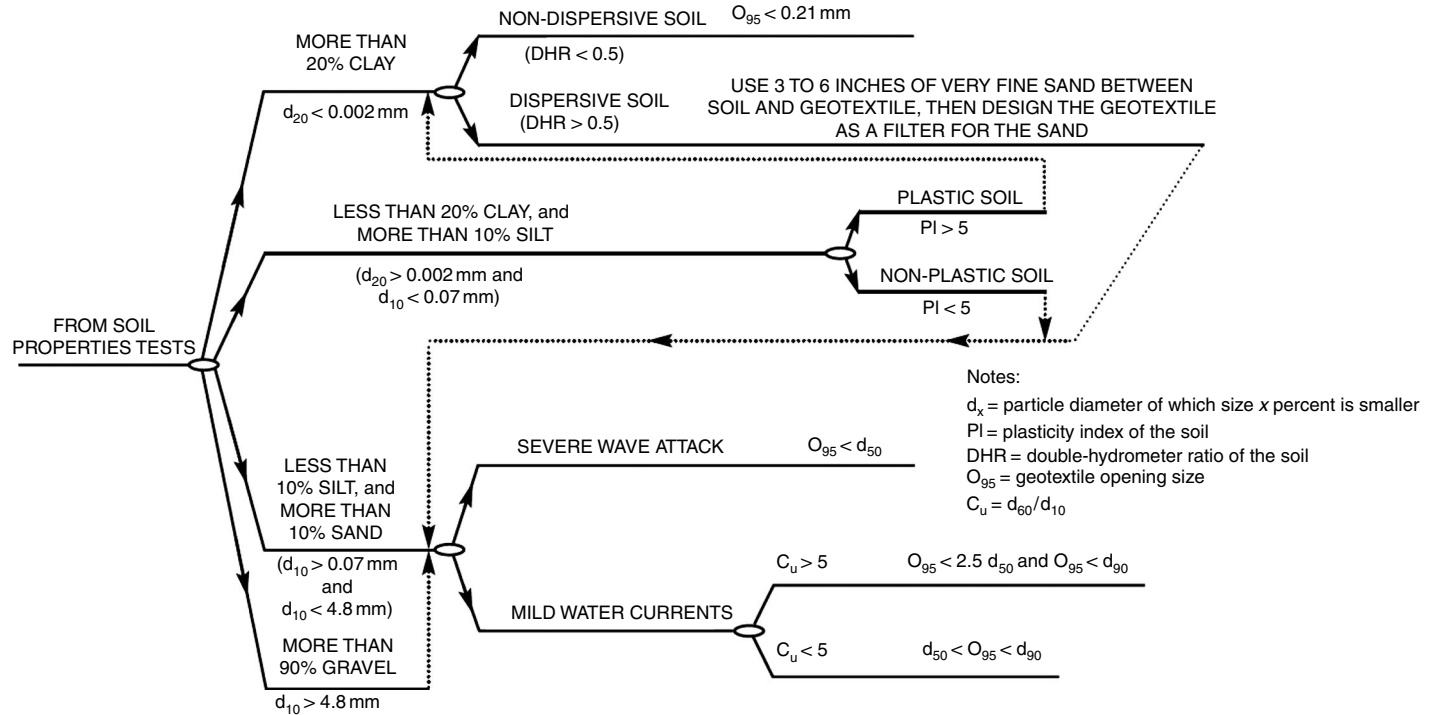 NON-DISPERSIVE SOIL O₉₅ < 0.21 mm
(DHR < 0.5)
MORE THAN
20% CLAY
d₂₀ < 0.002 mm
DISPERSIVE SOIL
(DHR > 0.5)
USE 3 TO 6 INCHES OF VERY FINE SAND BETWEEN
SOIL AND GEOTEXTILE, THEN DESIGN THE GEOTEXTILE
AS A FILTER FOR THE SAND
LESS THAN 20% CLAY, and
MORE THAN 10% SILT
(d₂₀ > 0.002 mm and
d₁₀ < 0.07 mm)
PLASTIC SOIL
PI > 5
NON-PLASTIC SOIL
PI < 5
FROM SOIL
PROPERTIES TESTS
Notes:
dₓ = particle diameter of which size x percent is smaller
PI = plasticity index of the soil
DHR = double-hydrometer ratio of the soil
O₉₅ = geotextile opening size
Cᵤ = d₆₀/d₁₀
LESS THAN
10% SILT, and
MORE THAN
10% SAND
(d₁₀ > 0.07 mm
and
d₁₀ < 4.8 mm)
SEVERE WAVE ATTACK O₉₅ < d₅₀
MILD WATER CURRENTS
Cᵤ > 5 O₉₅ < 2.5 d₅₀ and O₉₅ < d₉₀
Cᵤ < 5 d₅₀ < O₉₅ < d₉₀
MORE THAN
90% GRAVEL
d₁₀ > 4.8 mm